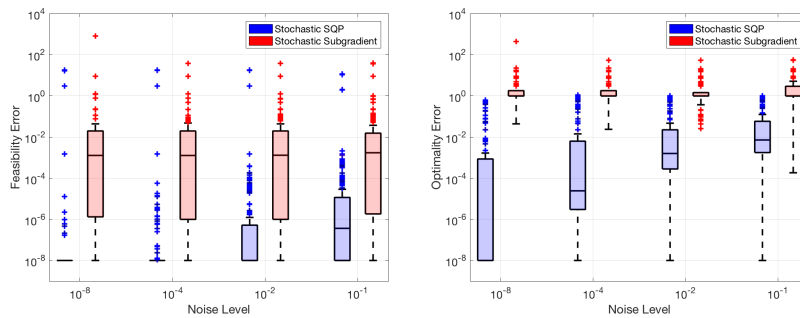 Stochastic SQP
Stochastic Subgradient
10^4
10^2
10^0
10^-2
10^-4
10^-6
10^-8
Feasibility Error
10^-8
10^-4
10^-2
10^-1
Noise Level
Stochastic SQP
Stochastic Subgradient
10^4
10^2
10^0
10^-2
10^-4
10^-6
10^-8
Optimality Error
10^-8
10^-4
10^-2
10^-1
Noise Level